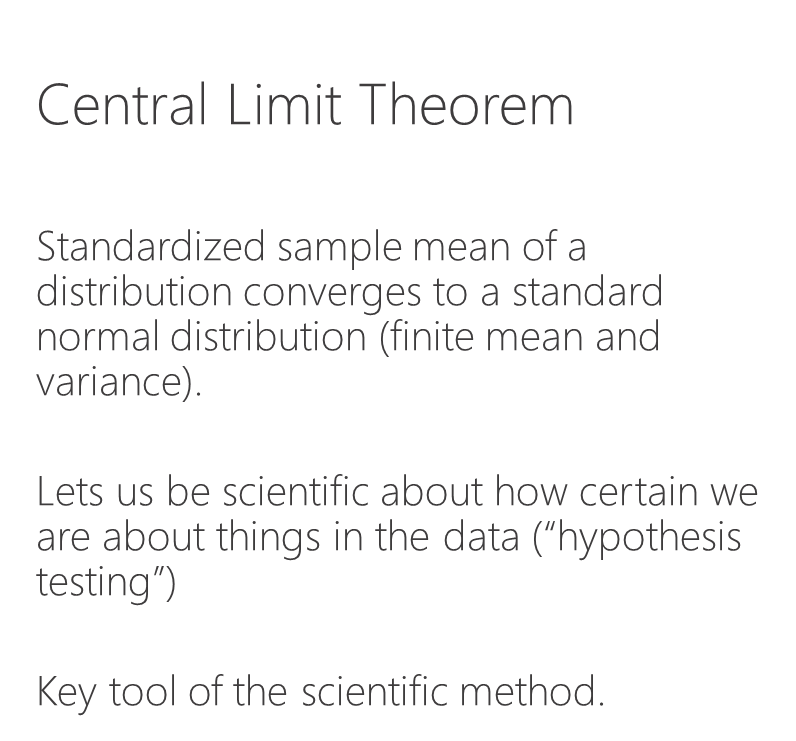 Central Limit Theorem
Standardized sample mean of a
distribution converges to a standard
normal distribution (finite mean and
variance).
Lets us be scientific about how certain we
are about things in the data (“hypothesis
testing”)
Key tool of the scientific method.